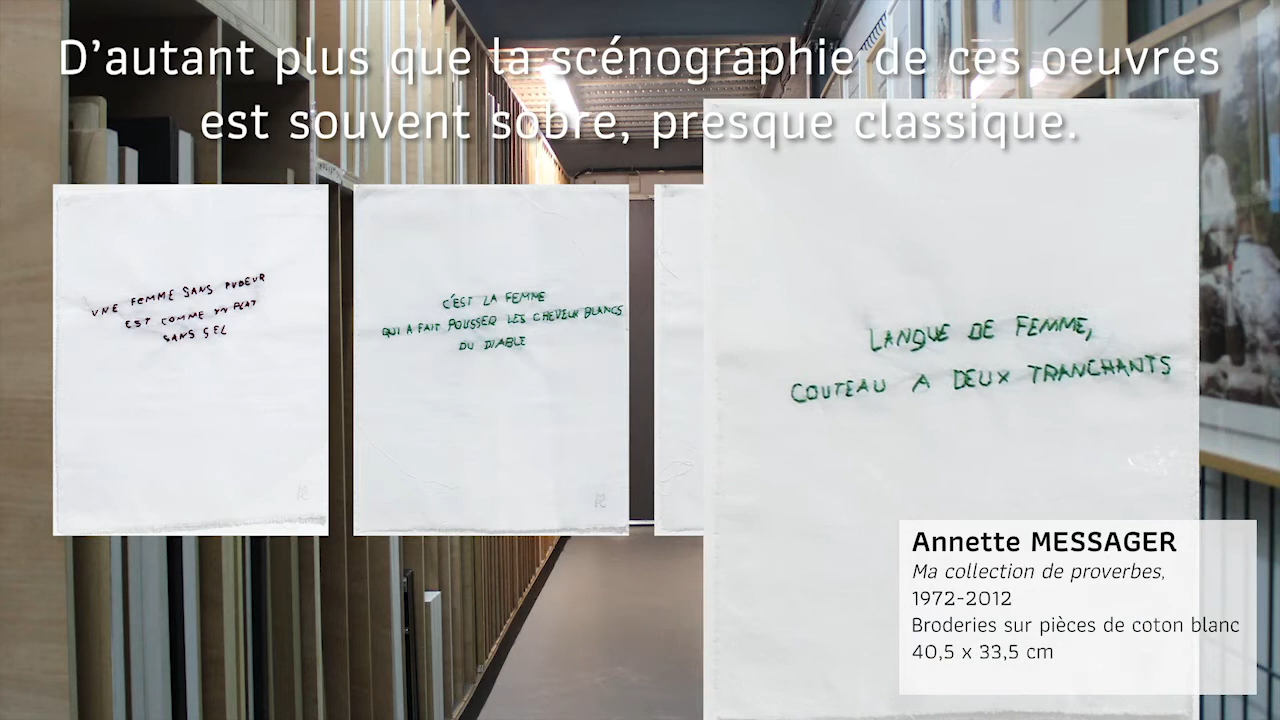 D'autant plus que la scénographie de ces oeuvres
est souvent sobre, presque classique.
UNE FEMME SANS PUDEUR
EST COMME UN PLAT
SANS SEL
C'EST LA FEMME
QUI A FAIT POUSSER LES CHEVEUX BLANCS
DU DIABLE
LANGUE DE FEMME,
COUTEAU A DEUX TRANCHANTS
Annette MESSAGER
Ma collection de proverbes,
1972-2012
Broderies sur pièces de coton blanc
40,5 x 33,5 cm